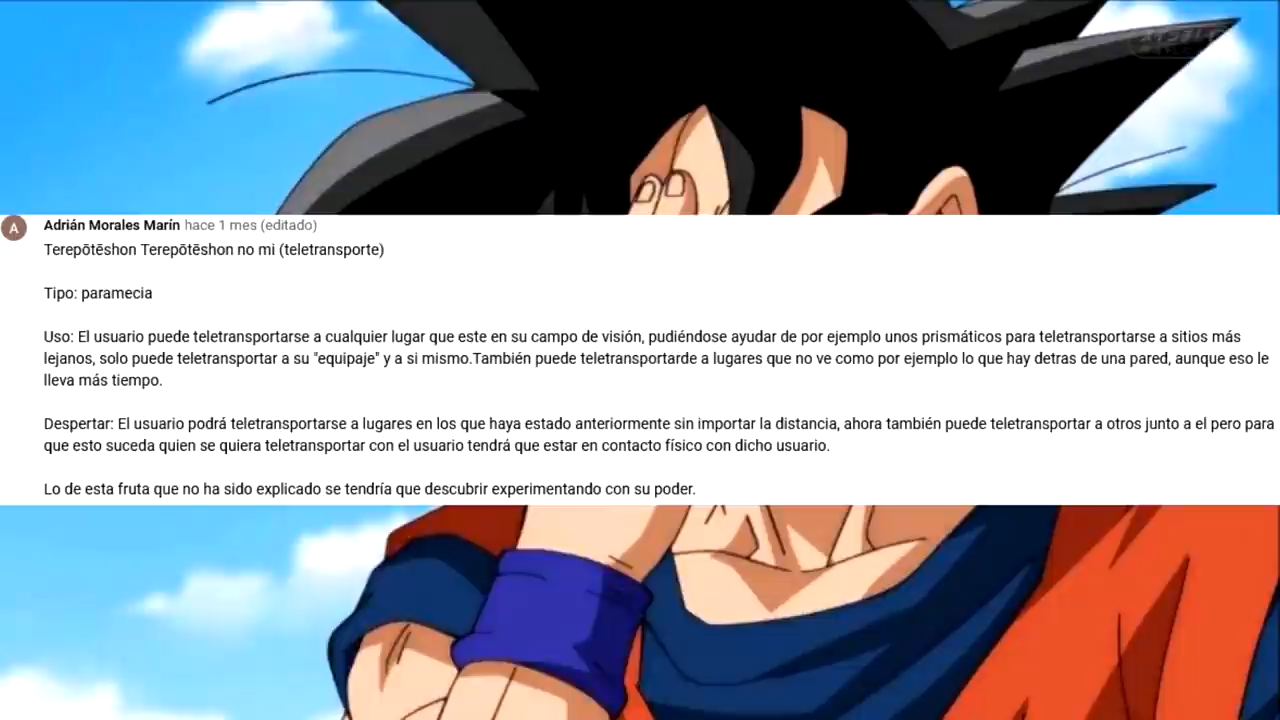 A
Adrián Morales Marín hace 1 mes (editado)
Terepōtēshon Terepōtēshon no mi (teletransporte)
Tipo: paramecia
Uso: El usuario puede teletransportarse a cualquier lugar que este en su campo de visión, pudiéndose ayudar de por ejemplo unos prismáticos para teletransportarse a sitios más
lejanos, solo puede teletransportar a su "equipaje" y a si mismo.También puede teletransportarde a lugares que no ve como por ejemplo lo que hay detras de una pared, aunque eso le
lleva más tiempo.
Despertar: El usuario podrá teletransportarse a lugares en los que haya estado anteriormente sin importar la distancia, ahora también puede teletransportar a otros junto a el pero para
que esto suceda quien se quiera teletransportar con el usuario tendrá que estar en contacto físico con dicho usuario.
Lo de esta fruta que no ha sido explicado se tendría que descubrir experimentando con su poder.